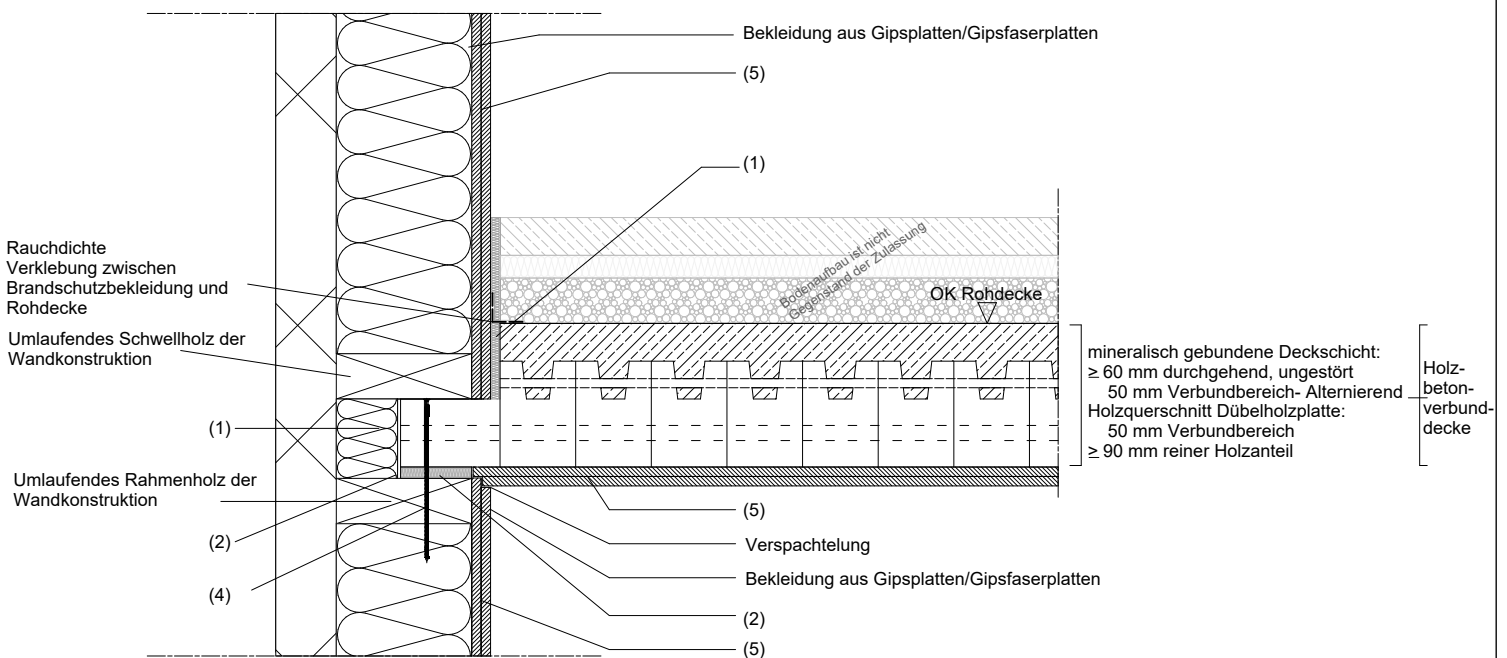 Bekleidung aus Gipsplatten/Gipsfaserplatten
(5)
(1)
Rauchdichte
Verklebung zwischen
Brandschutzbekleidung und
Rohdecke
Umlaufendes Schwellholz der
Wandkonstruktion
(1)
Umlaufendes Rahmenholz der
Wandkonstruktion
(2)
(4)
Bodenaufbau ist nicht
Gegenstand der Zulassung
OK Rohdecke
mineralisch gebundene Deckschicht:
≥ 60 mm durchgehend, ungestört
50 mm Verbundbereich- Alternierend
Holzquerschnitt Dübelholzplatte:
50 mm Verbundbereich
≥ 90 mm reiner Holzanteil
Holz-
beton-
verbund-
decke
(5)
Verspachtelung
Bekleidung aus Gipsplatten/Gipsfaserplatten
(2)
(5)